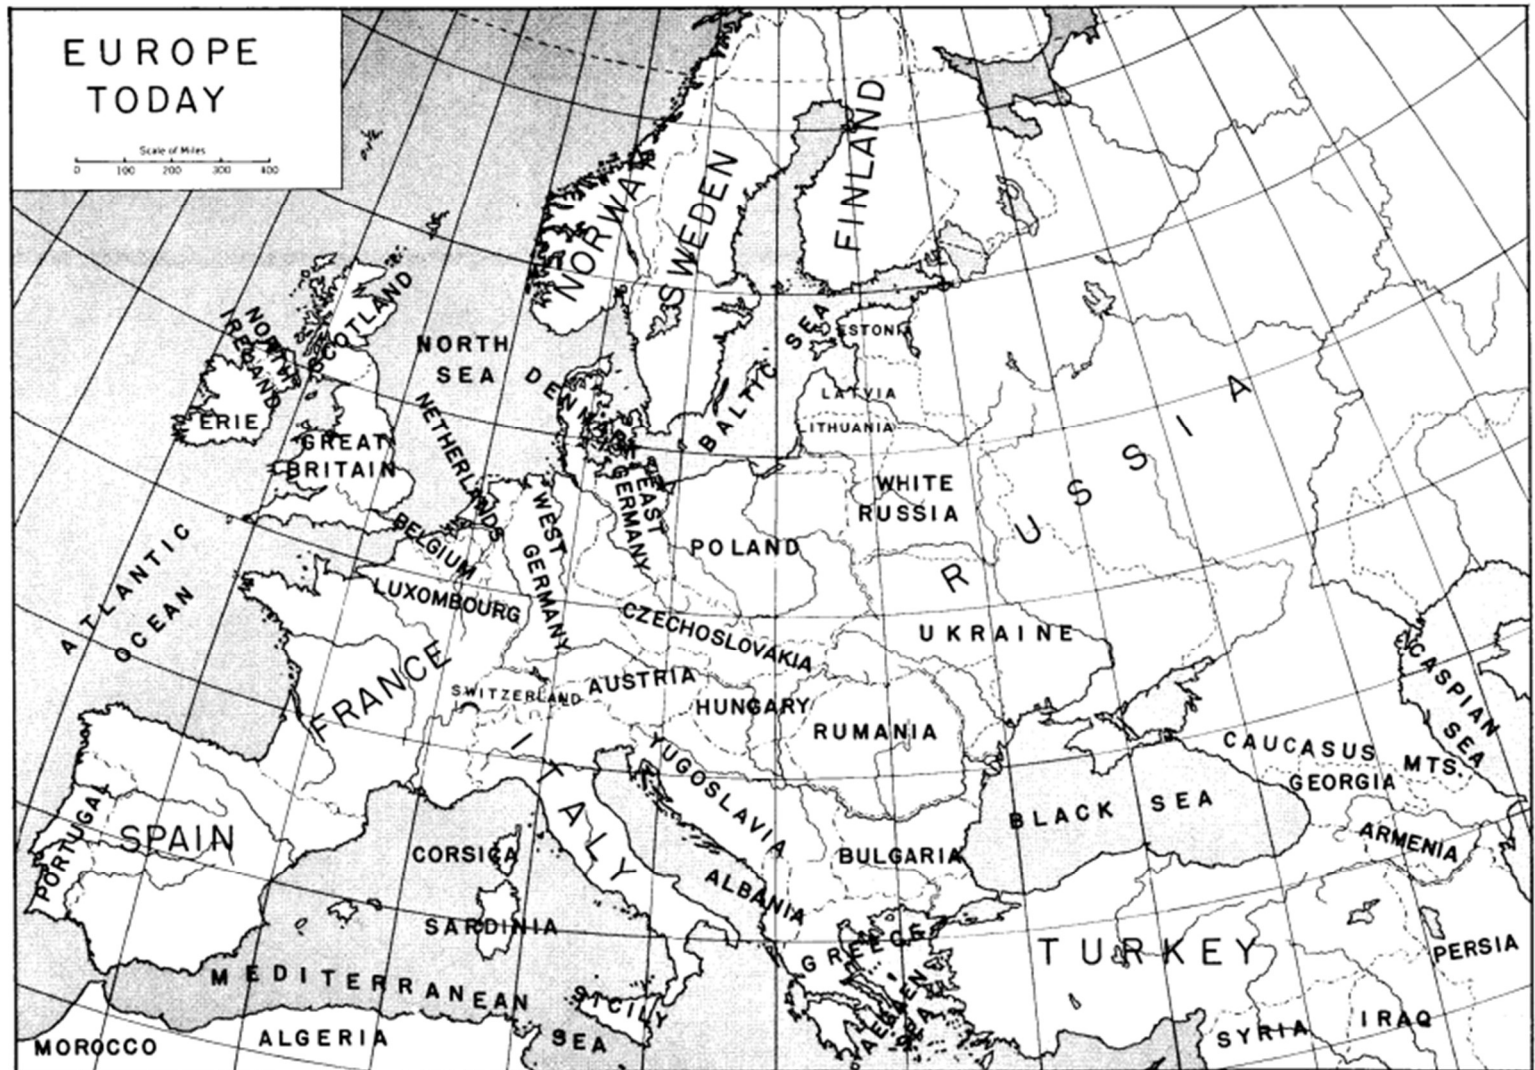 EUROPE
TODAY
Scale of Miles
0 100 200 300 400
NORWAY
SWEDEN
FINLAND
SCOTLAND
NORTH
IRELAND
ERIE
GREAT
BRITAIN
NORTH
SEA
DENMARK
BALTIC SEA
ESTONIA
LATVIA
LITHUANIA
NETHERLANDS
BELGIUM
LUXOMBOURG
WEST
GERMANY
EAST
GERMANY
POLAND
WHITE
RUSSIA
RUSSIA
ATLANTIC
OCEAN
CZECHOSLOVAKIA
UKRAINE
FRANCE
SWITZERLAND
AUSTRIA
HUNGARY
RUMANIA
CASPIAN
SEA
ITALY
YUGOSLAVIA
CAUCASUS MTS.
GEORGIA
BLACK SEA
ARMENIA
PORTUGAL
SPAIN
CORSICA
BULGARIA
ALBANIA
SARDINIA
GREECE
TURKEY
PERSIA
MEDITERRANEAN
SEA
SICILY
AEGEAN
SEA
MOROCCO
ALGERIA
SYRIA
IRAQ